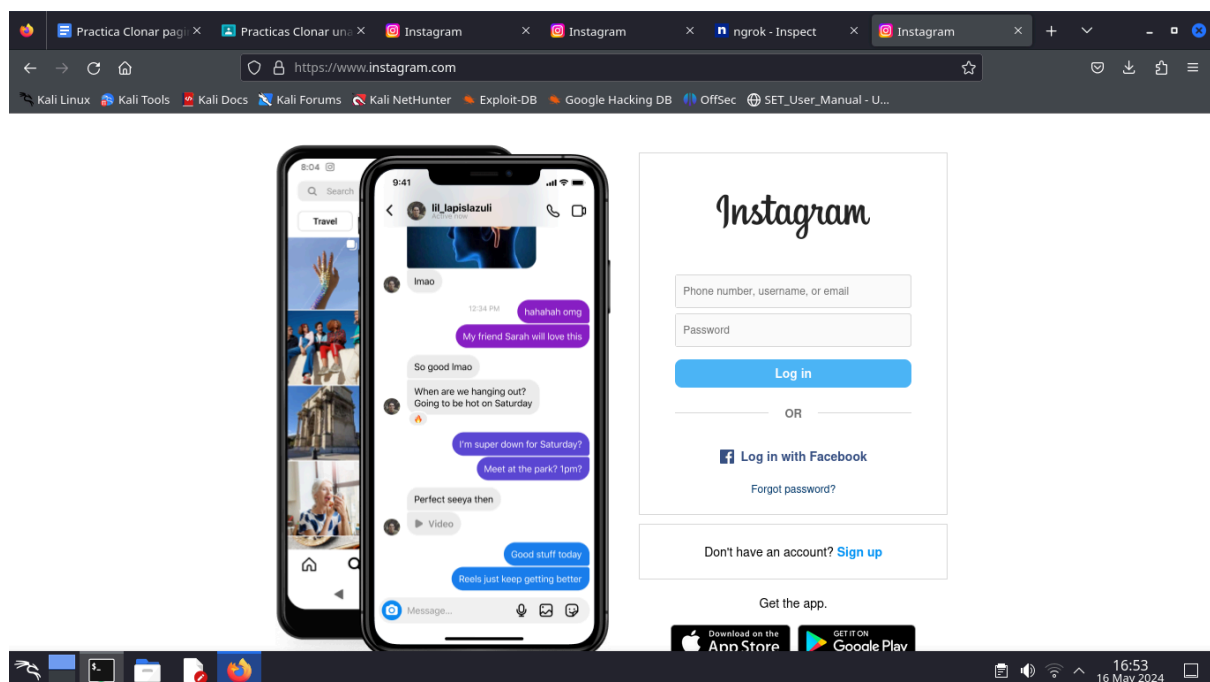 Practica Clonar pagi Practicas Clonar una Instagram Instagram ngrok - Inspect Instagram
https://www.instagram.com
Kali Linux Kali Tools Kali Docs Kali Forums Kali NetHunter Exploit-DB Google Hacking DB OffSec SET_User_Manual - U...
8:04
Search
Travel
9:41
lil_lapislazuli
Active now
lmao
12:34 PM
hahahah omg
My friend Sarah will love this
So good lmao
When are we hanging out?
Going to be hot on Saturday
I'm super down for Saturday?
Meet at the park? 1pm?
Perfect seeya then
Video
Good stuff today
Reels just keep getting better
Message...
Instagram
Phone number, username, or email
Password
Log in
OR
Log in with Facebook
Forgot password?
Don't have an account? Sign up
Get the app.
Download on the
App Store
GET IT ON
Google Play
16:53
16 May 2024